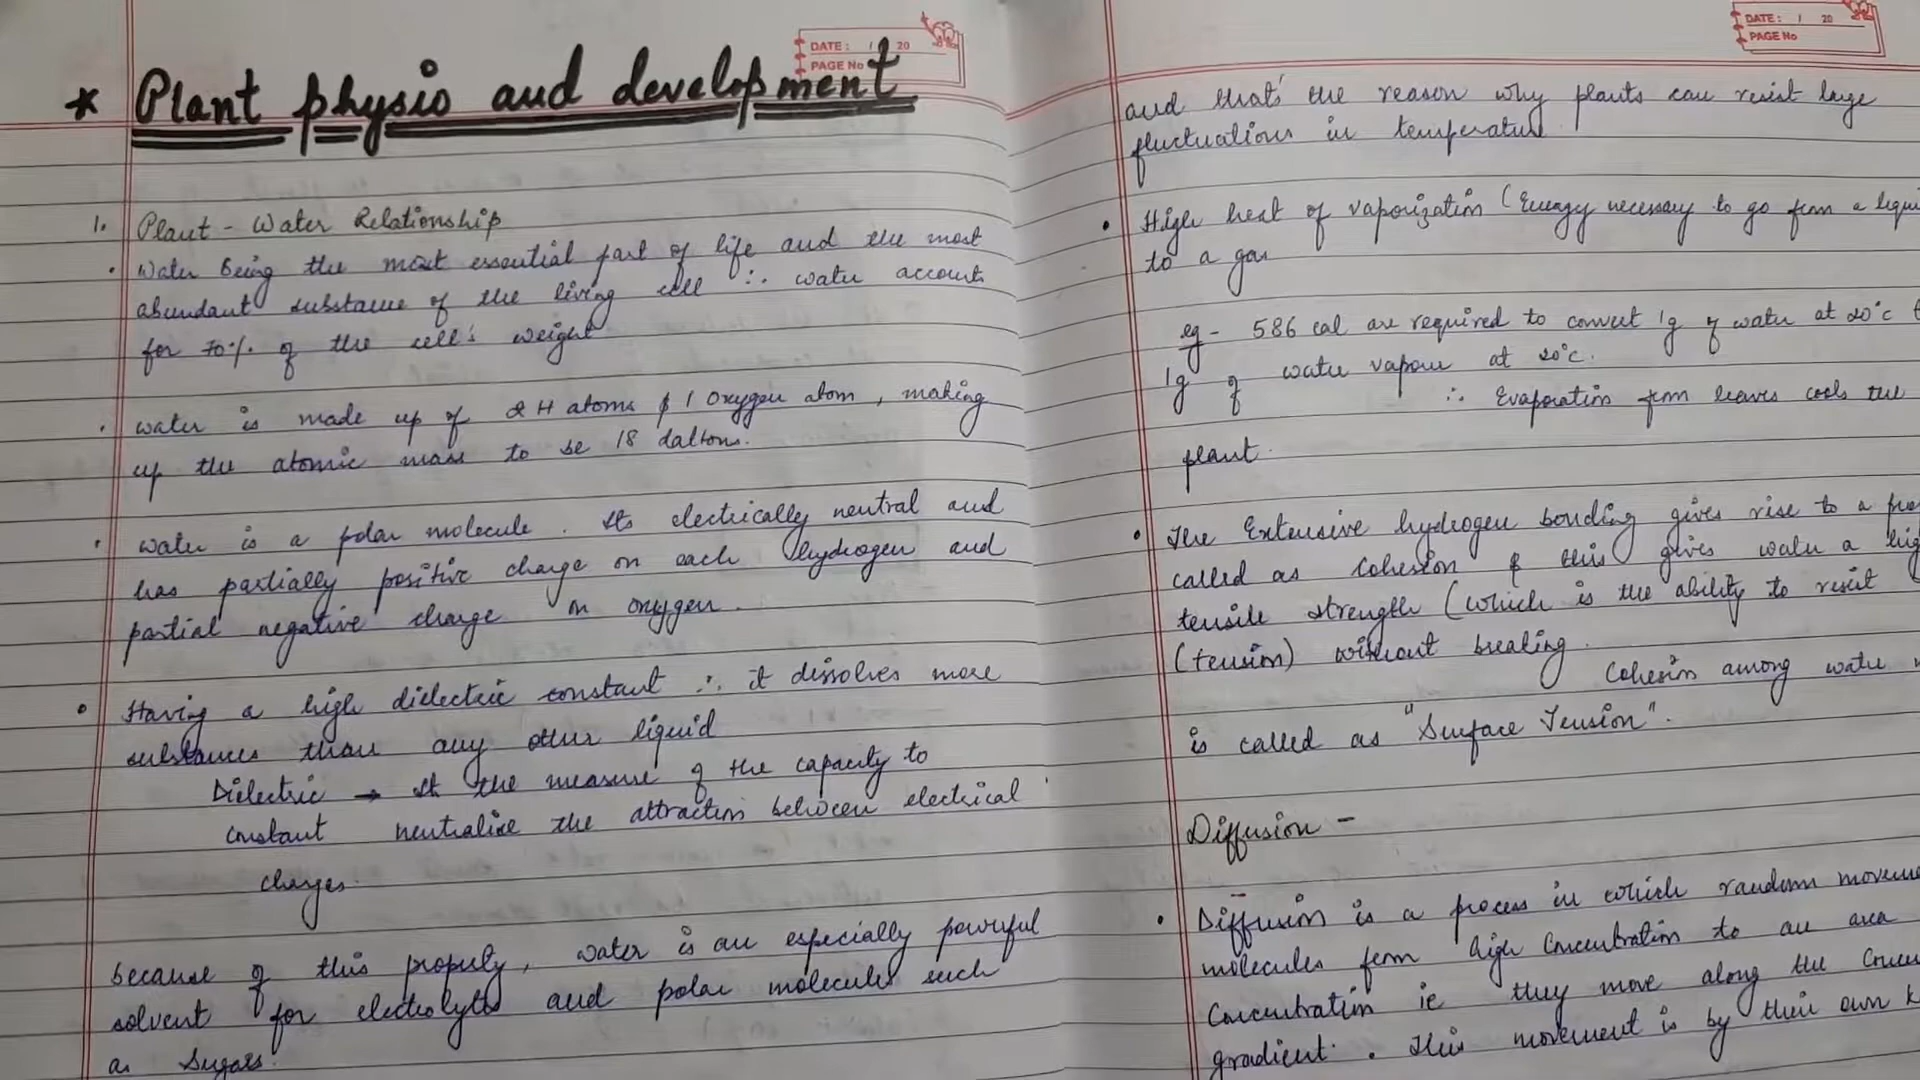 DATE: / 20
PAGE No
* Plant physio and development
1. Plant - Water Relationship
• Water Being the most essential part of life and the most
abundant substance of the living cell ∴ water accounts
for 70% of the cell's weight.
• water is made up of 2 H atoms & 1 Oxygen atom, making
up the atomic mass to be 18 daltons.
• water is a polar molecule. Its electrically neutral and
has partially positive charge on each hydrogen and
partial negative charge on oxygen.
• Having a high dielectric constant ∴ it dissolves more
substances than any other liquid
Dielectric → It the measure of the capacity to
constant neutralise the attraction between electrical
charges.
because of this property, water is an especially powerful
solvent for electrolytes and polar molecules such
as Sugars.
DATE: / 20
PAGE No
and that's the reason why plants can resist large
fluctuations in temperature
• High heat of vaporization (Energy necessary to go from a liqui
to a gas
eg - 586 cal are required to convert 1g of water at 20°c t
1g of water vapour at 20°c.
∴ Evaporation from leaves cools the
plant.
• The Extensive hydrogen bonding gives rise to a pro
called as Cohesion & this gives water a hig
tensile strength (which is the ability to resist
(tension) without breaking.
Cohesion among water
is called as "Surface Tension".
Diffusion -
• Diffusion is a process in which random moveme
molecules from high Concentration to an area
Concentration ie they move along the Concen
gradient. This movement is by their own k